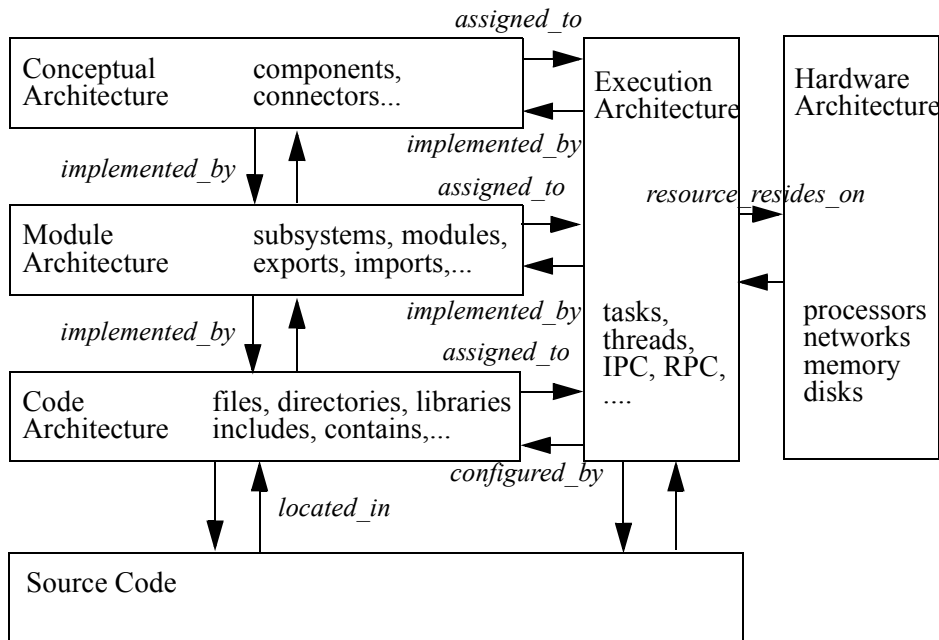 assigned_to
Conceptual
Architecture
components,
connectors...
Execution
Architecture
Hardware
Architecture
implemented_by
implemented_by
assigned_to
resource_resides_on
Module
Architecture
subsystems, modules,
exports, imports,...
implemented_by
implemented_by
assigned_to
tasks,
threads,
IPC, RPC,
....
processors
networks
memory
disks
Code
Architecture
files, directories, libraries
includes, contains,...
configured_by
located_in
Source Code